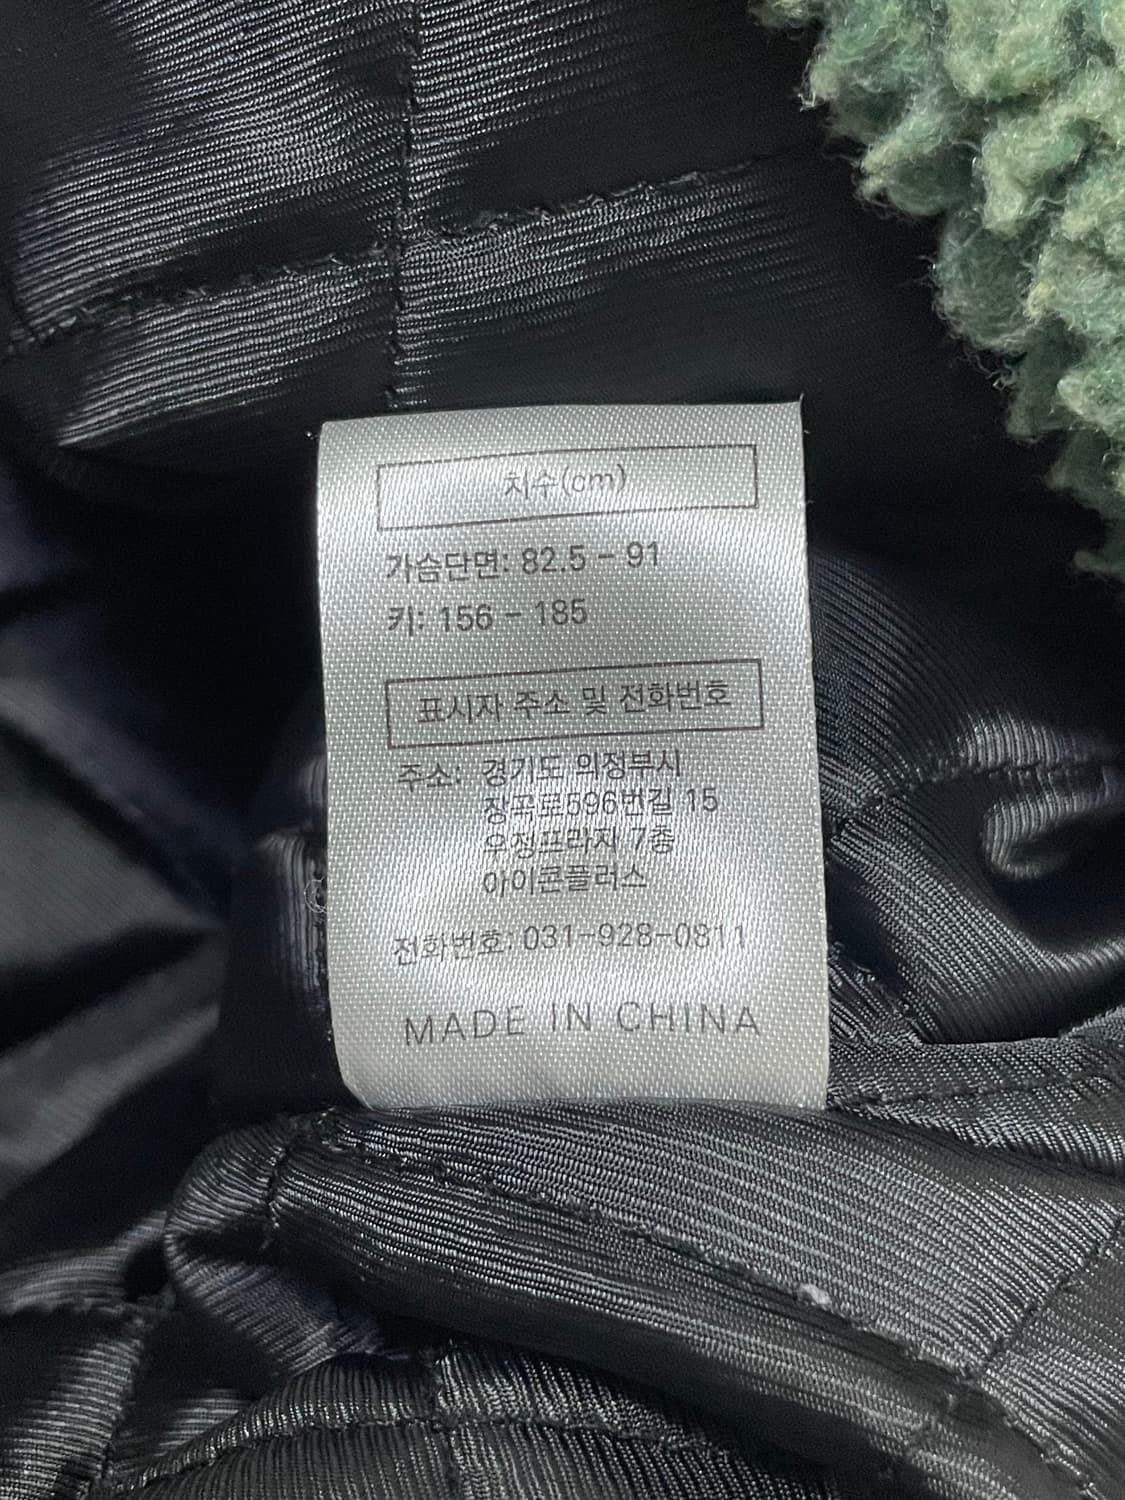 치수(cm)
가슴단면: 82.5 - 91
키: 156 - 185
표시자 주소 및 전화번호
주소: 경기도 의정부시
장곡로596번길 15
우정프라자 7층
아이콘플러스
전화번호: 031-928-0811
MADE IN CHINA